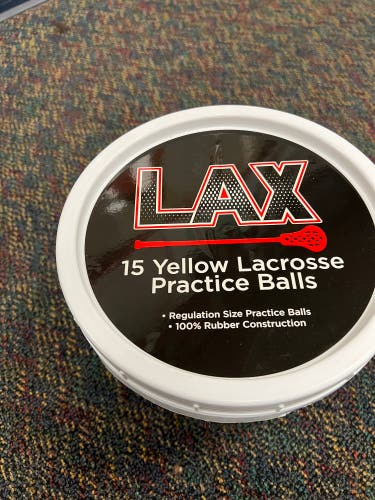 LAX
15 Yellow Lacrosse
Practice Balls
• Regulation Size Practice Balls
• 100% Rubber Construction